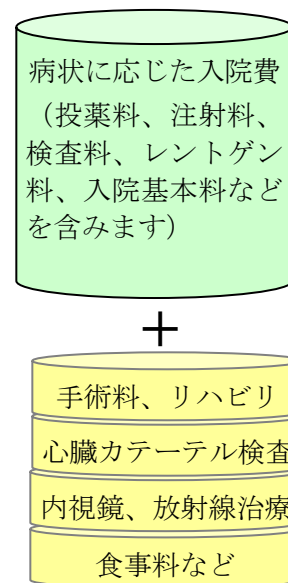 病状に応じた入院費
（投薬料、注射料、
検査料、レントゲン
料、入院基本料など
を含みます）
＋
手術料、リハビリ
心臓カテーテル検査
内視鏡、放射線治療
食事料など